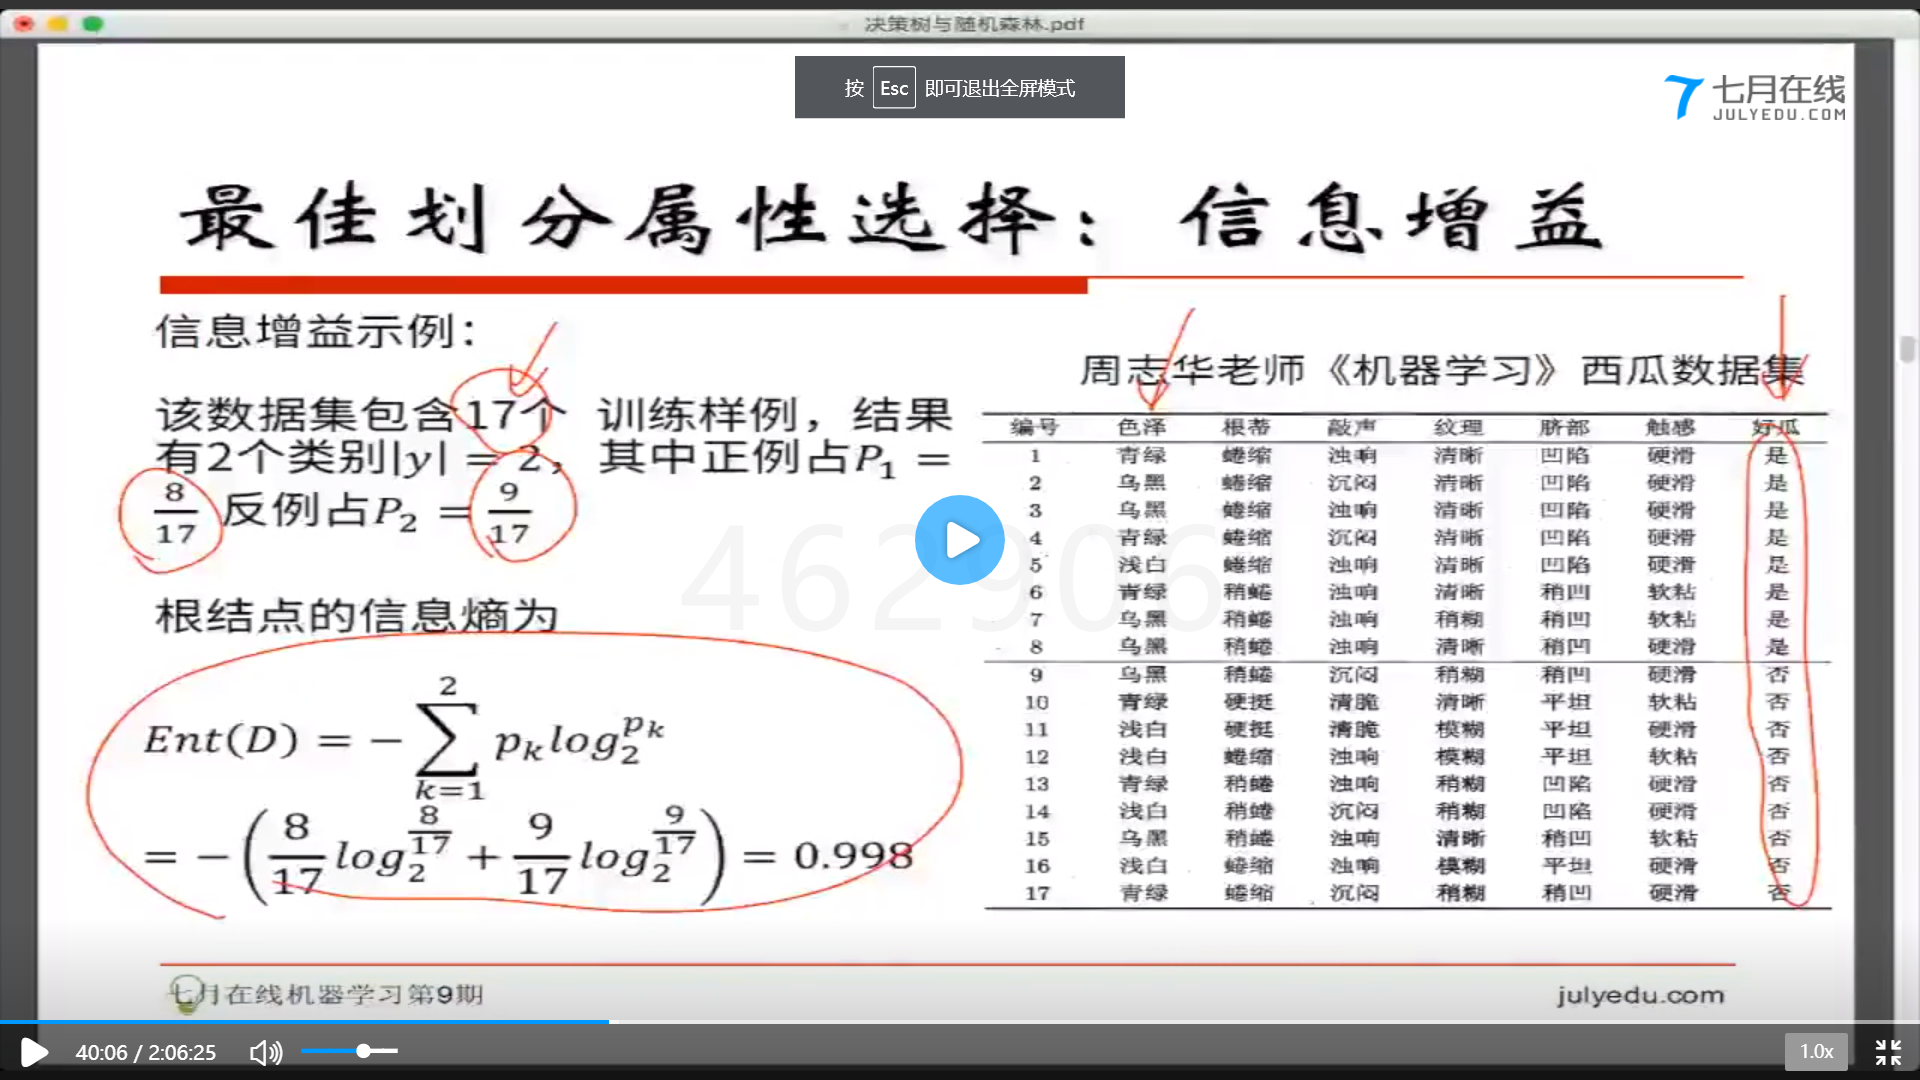 决策树与随机森林.pdf
按 Esc 即可退出全屏模式
七月在线
JULYEDU.COM
最佳划分属性选择：信息增益
信息增益示例：
该数据集包含17个 训练样例，结果
有2个类别|y| = 2，其中正例占P₁ =
8/17 反例占P₂ = 9/17
根结点的信息熵为
Ent(D) = − ∑_{k=1}^{2} p_k log_2^{p_k}
= −(8/17 log_2^{8/17} + 9/17 log_2^{9/17}) = 0.998
周志华老师《机器学习》西瓜数据集
编号 色泽 根蒂 敲声 纹理 脐部 触感 好瓜
1 青绿 蜷缩 浊响 清晰 凹陷 硬滑 是
2 乌黑 蜷缩 沉闷 清晰 凹陷 硬滑 是
3 乌黑 蜷缩 浊响 清晰 凹陷 硬滑 是
4 青绿 蜷缩 沉闷 清晰 凹陷 硬滑 是
5 浅白 蜷缩 浊响 清晰 凹陷 硬滑 是
6 青绿 稍蜷 浊响 清晰 稍凹 软粘 是
7 乌黑 稍蜷 浊响 稍糊 稍凹 软粘 是
8 乌黑 稍蜷 浊响 清晰 稍凹 硬滑 是
9 乌黑 稍蜷 沉闷 稍糊 稍凹 硬滑 否
10 青绿 硬挺 清脆 清晰 平坦 软粘 否
11 浅白 硬挺 清脆 模糊 平坦 硬滑 否
12 浅白 蜷缩 浊响 模糊 平坦 软粘 否
13 青绿 稍蜷 浊响 稍糊 凹陷 硬滑 否
14 浅白 稍蜷 沉闷 稍糊 凹陷 硬滑 否
15 乌黑 稍蜷 浊响 清晰 稍凹 软粘 否
16 浅白 蜷缩 浊响 模糊 平坦 硬滑 否
17 青绿 蜷缩 沉闷 稍糊 稍凹 硬滑 否
462906
七月在线机器学习第9期
julyedu.com
40:06 / 2:06:25
1.0x